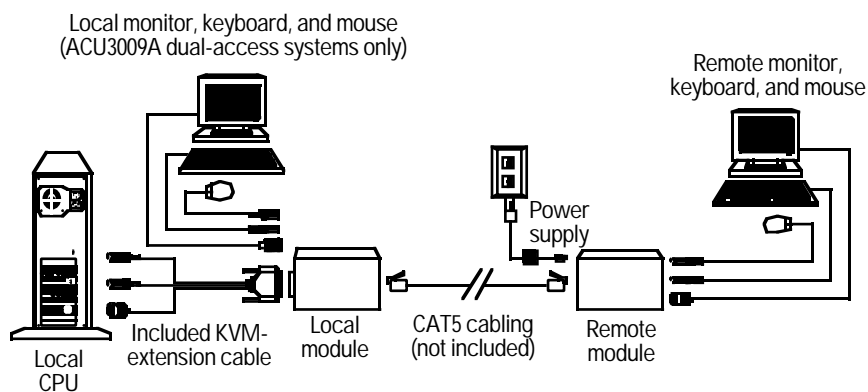 Local monitor, keyboard, and mouse
(ACU3009A dual-access systems only)
Remote monitor,
keyboard, and mouse
Power
supply
Included KVM-
extension cable
Local
module
CAT5 cabling
(not included)
Remote
module
Local
CPU